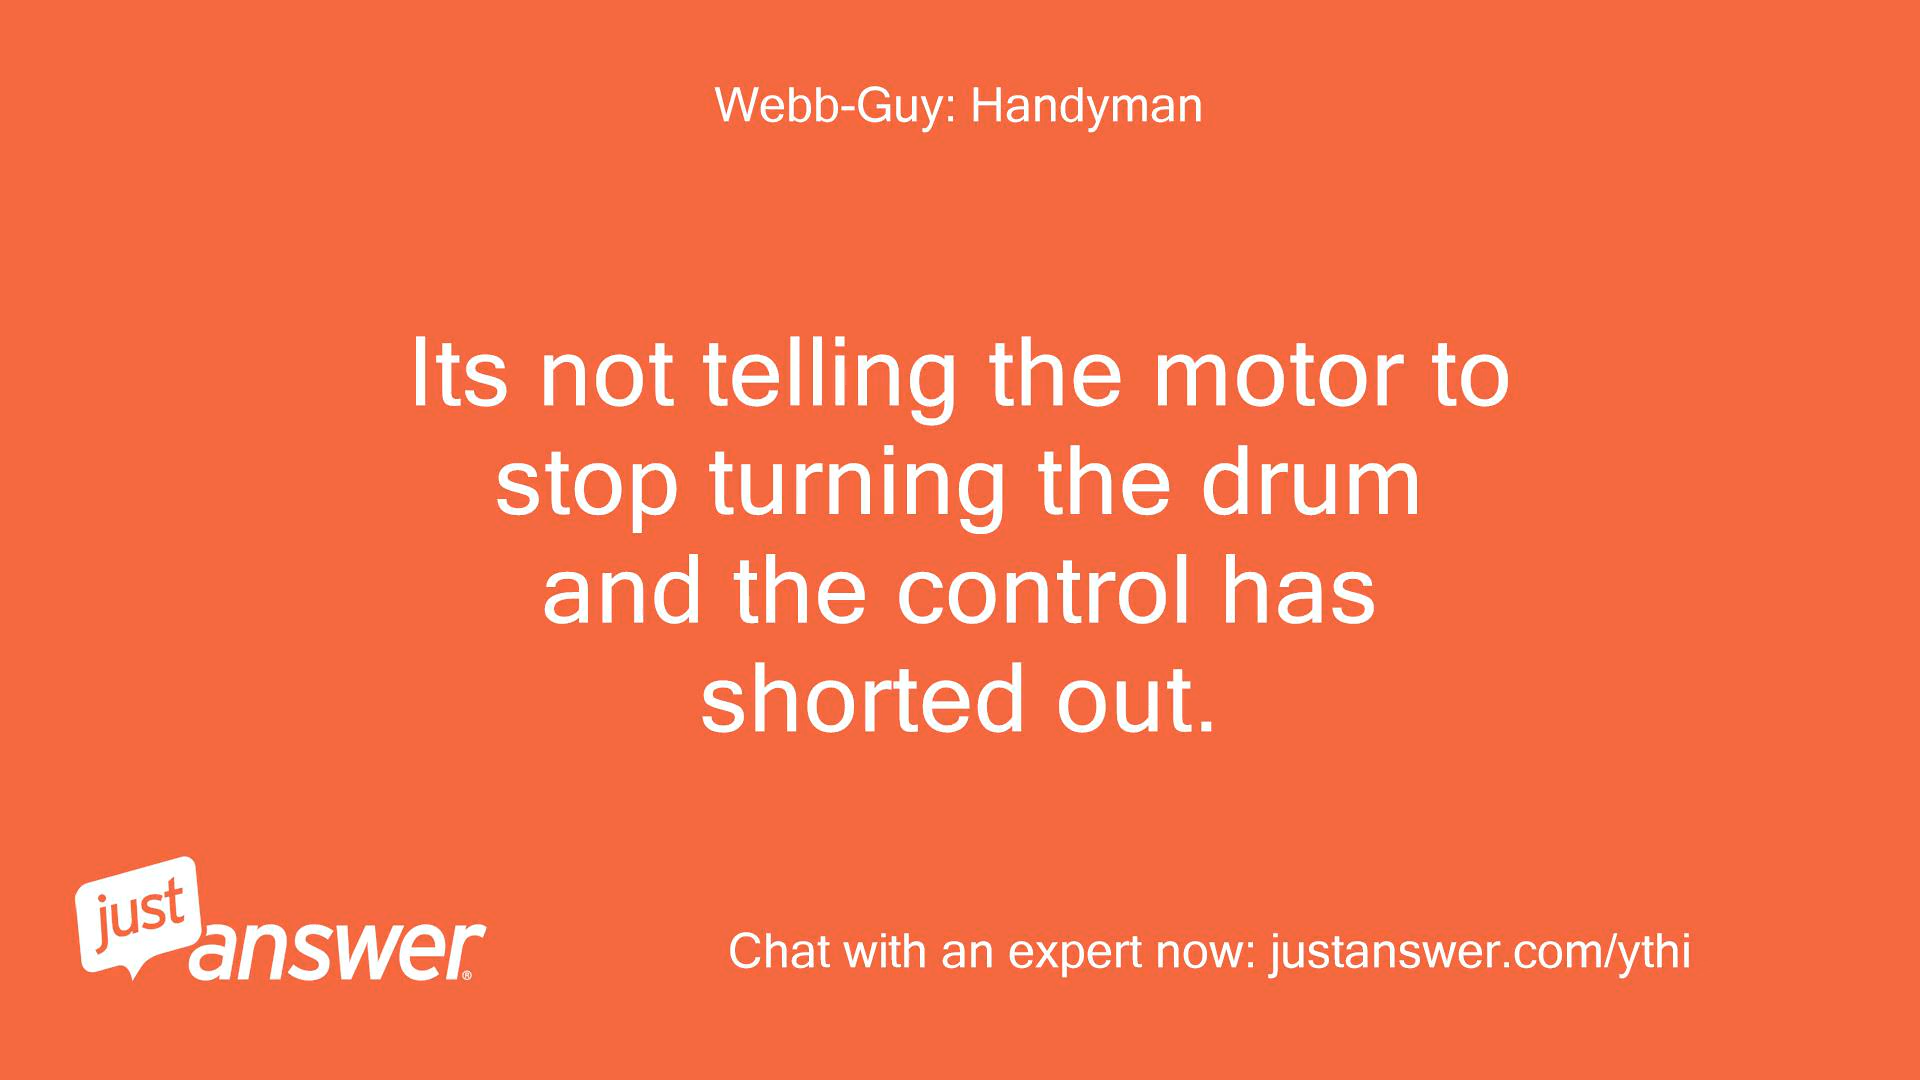 Webb-Guy: Handyman
Its not telling the motor to
stop turning the drum
and the control has
shorted out.
just
answer®
Chat with an expert now: justanswer.com/ythi